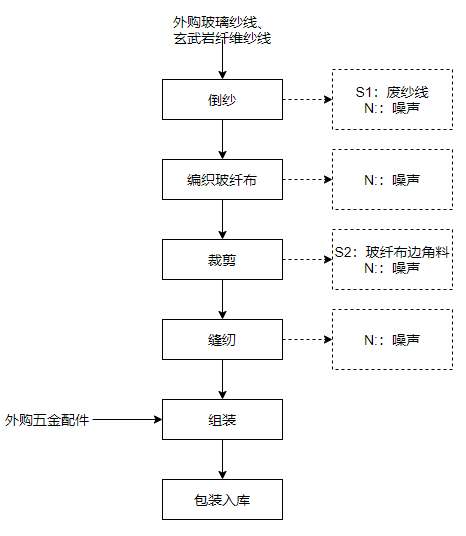 外购玻璃纱线、
玄武岩纤维纱线
倒纱
S1：废纱线
N:：噪声
编织玻纤布
N:：噪声
裁剪
S2：玻纤布边角料
N:：噪声
缝纫
N:：噪声
外购五金配件
组装
包装入库